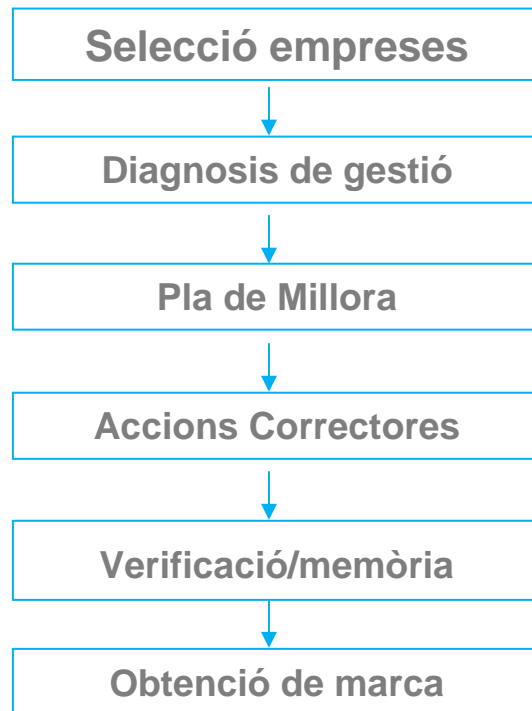 Selecció empreses
Diagnosis de gestió
Pla de Millora
Accions Correctores
Verificació/memòria
Obtenció de marca